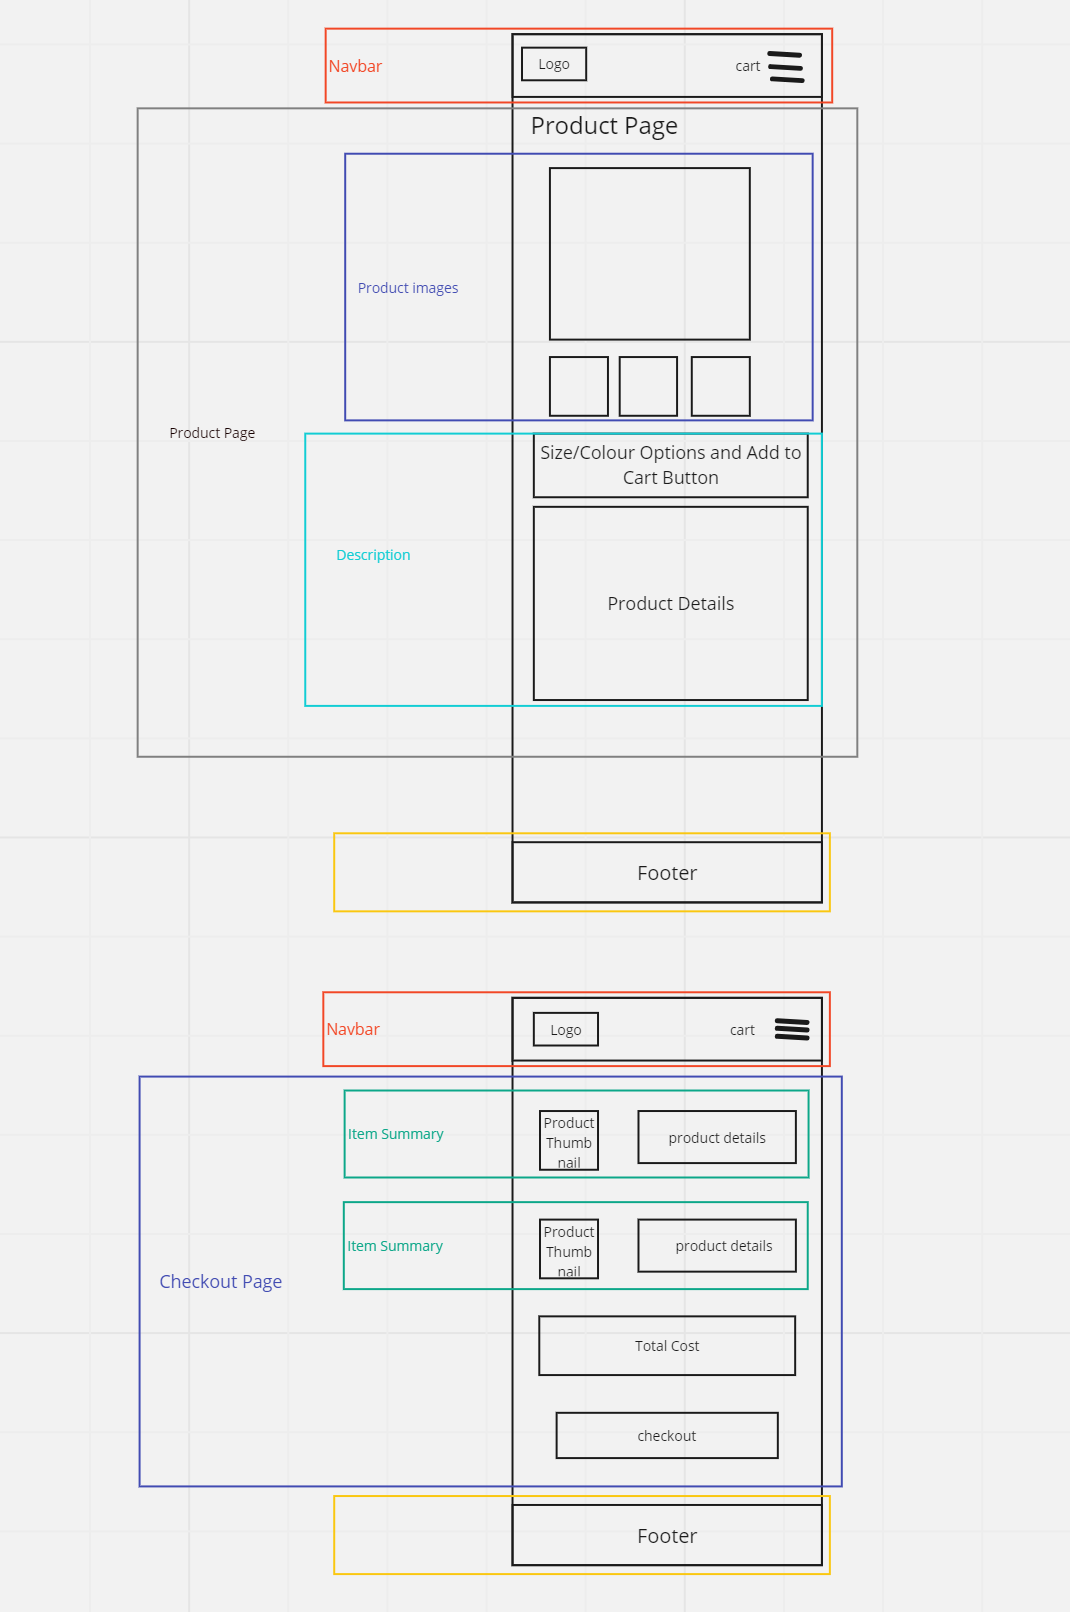 Navbar
Logo
cart
Product Page
Product images
Product Page
Size/Colour Options and Add to
Cart Button
Description
Product Details
Footer
Navbar
Logo
cart
Item Summary
Product
Thumb
nail
product details
Item Summary
Product
Thumb
nail
product details
Checkout Page
Total Cost
checkout
Footer